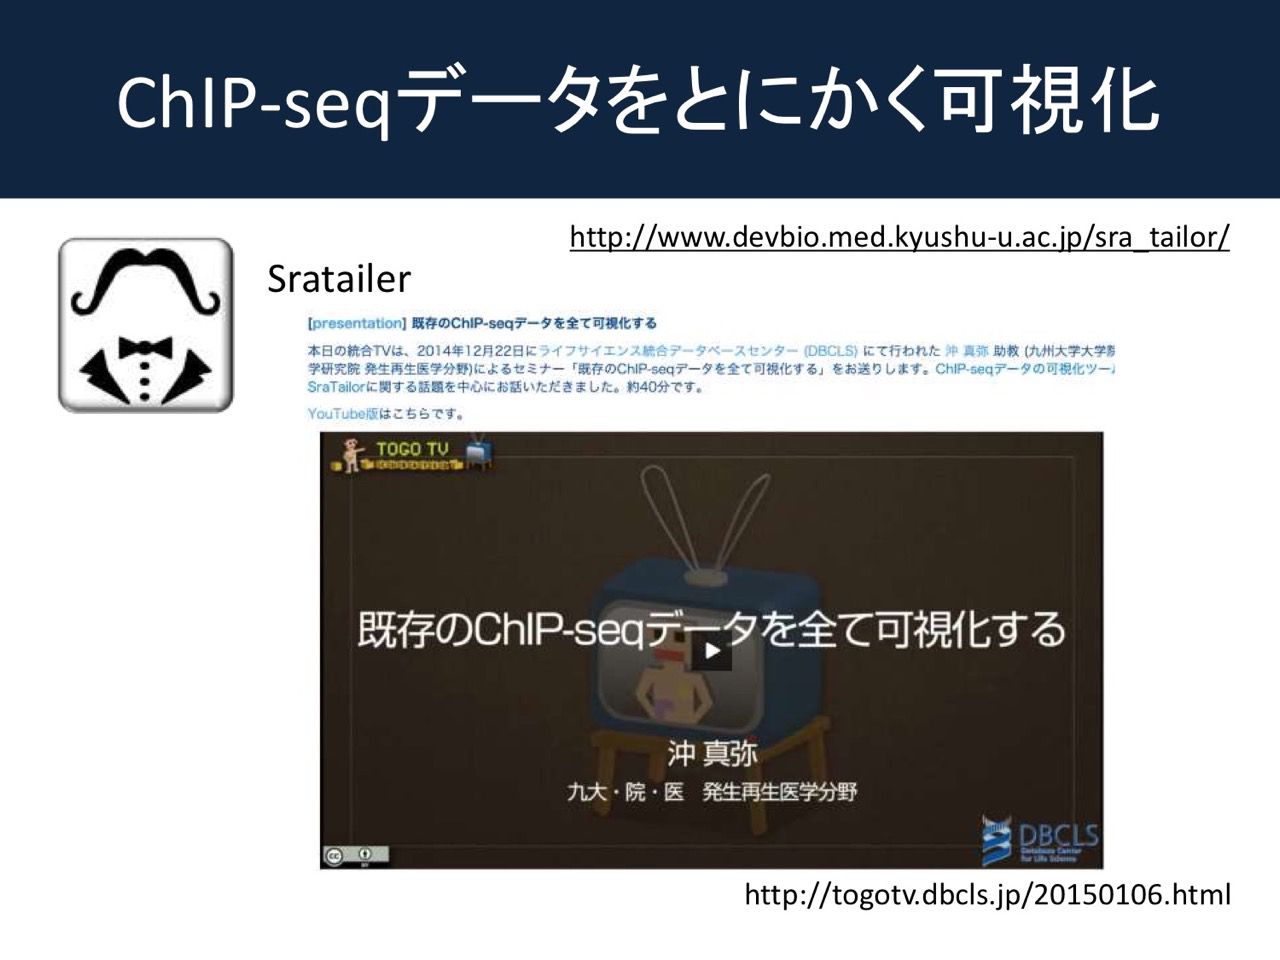 ChIP-seqデータをとにかく可視化
http://www.devbio.med.kyushu-u.ac.jp/sra_tailor/
Sratailer
[presentation] 既存のChIP-seqデータを全て可視化する
本日の統合TVは、2014年12月22日にライフサイエンス統合データベースセンター (DBCLS) にて行われた 沖 真弥 助教 (九州大学大学院
学研究院 発生再生医学分野)によるセミナー「既存のChIP-seqデータを全て可視化する」をお送りします。ChIP-seqデータの可視化ツール
SraTailorに関する話題を中心にお話いただきました。約40分です。
YouTube版はこちらです。
TOGO TV
既存のChIP-seqデータを全て可視化する
沖 真弥
九大・院・医 発生再生医学分野
DBCLS
Database Center
for Life Science
cc
BY
http://togotv.dbcls.jp/20150106.html